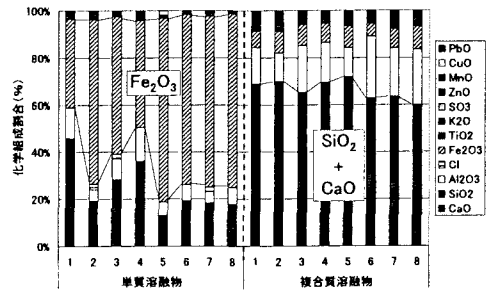 化学組成割合(%)
100%
80%
60%
40%
20%
0%
Fe2O3
SiO2
+
CaO
1 2 3 4 5 6 7 8 1 2 3 4 5 6 7 8
単質溶融物 複合質溶融物
PbO
CuO
MnO
ZnO
SO3
K2O
TiO2
Fe2O3
Cl
Al2O3
SiO2
CaO